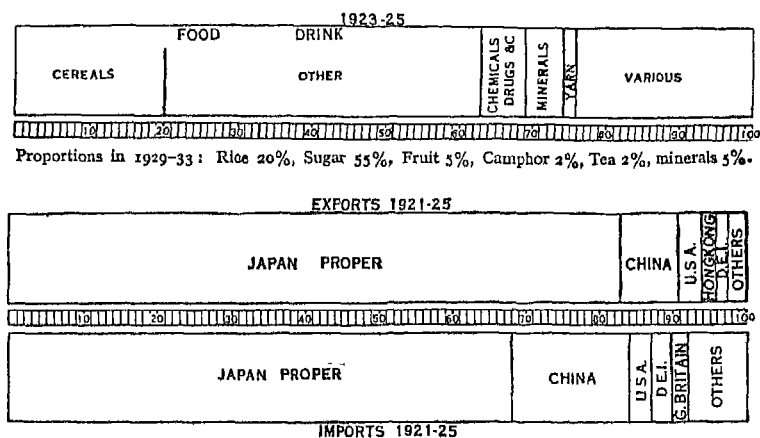 1923-25
FOOD DRINK
CEREALS OTHER CHEMICALS DRUGS &C MINERALS YARN VARIOUS
10 20 30 40 50 60 70 80 90 100
Proportions in 1929-33: Rice 20%, Sugar 55%, Fruit 5%, Camphor 2%, Tea 2%, minerals 5%.
EXPORTS 1921-25
JAPAN PROPER CHINA U.S.A. HONGKONG D.E.I. OTHERS
10 20 30 40 50 60 70 80 90 100
JAPAN PROPER CHINA U.S.A. D.E.I. G.BRITAIN OTHERS
IMPORTS 1921-25